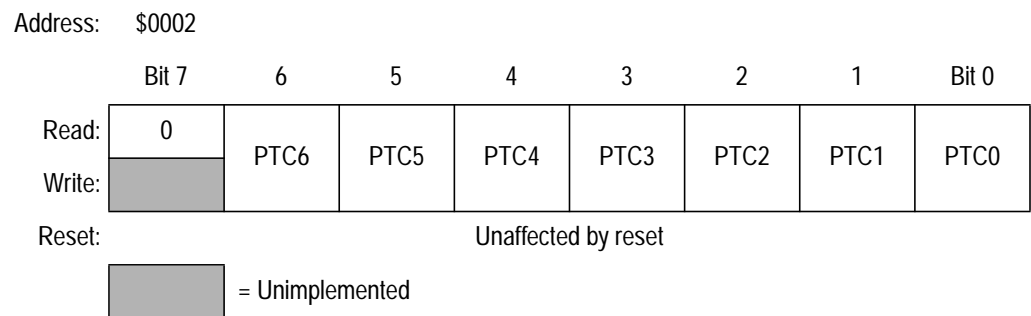 Address: $0002
Bit 7 6 5 4 3 2 1 Bit 0
Read: 0
PTC6 PTC5 PTC4 PTC3 PTC2 PTC1 PTC0
Write:
Reset: Unaffected by reset
= Unimplemented